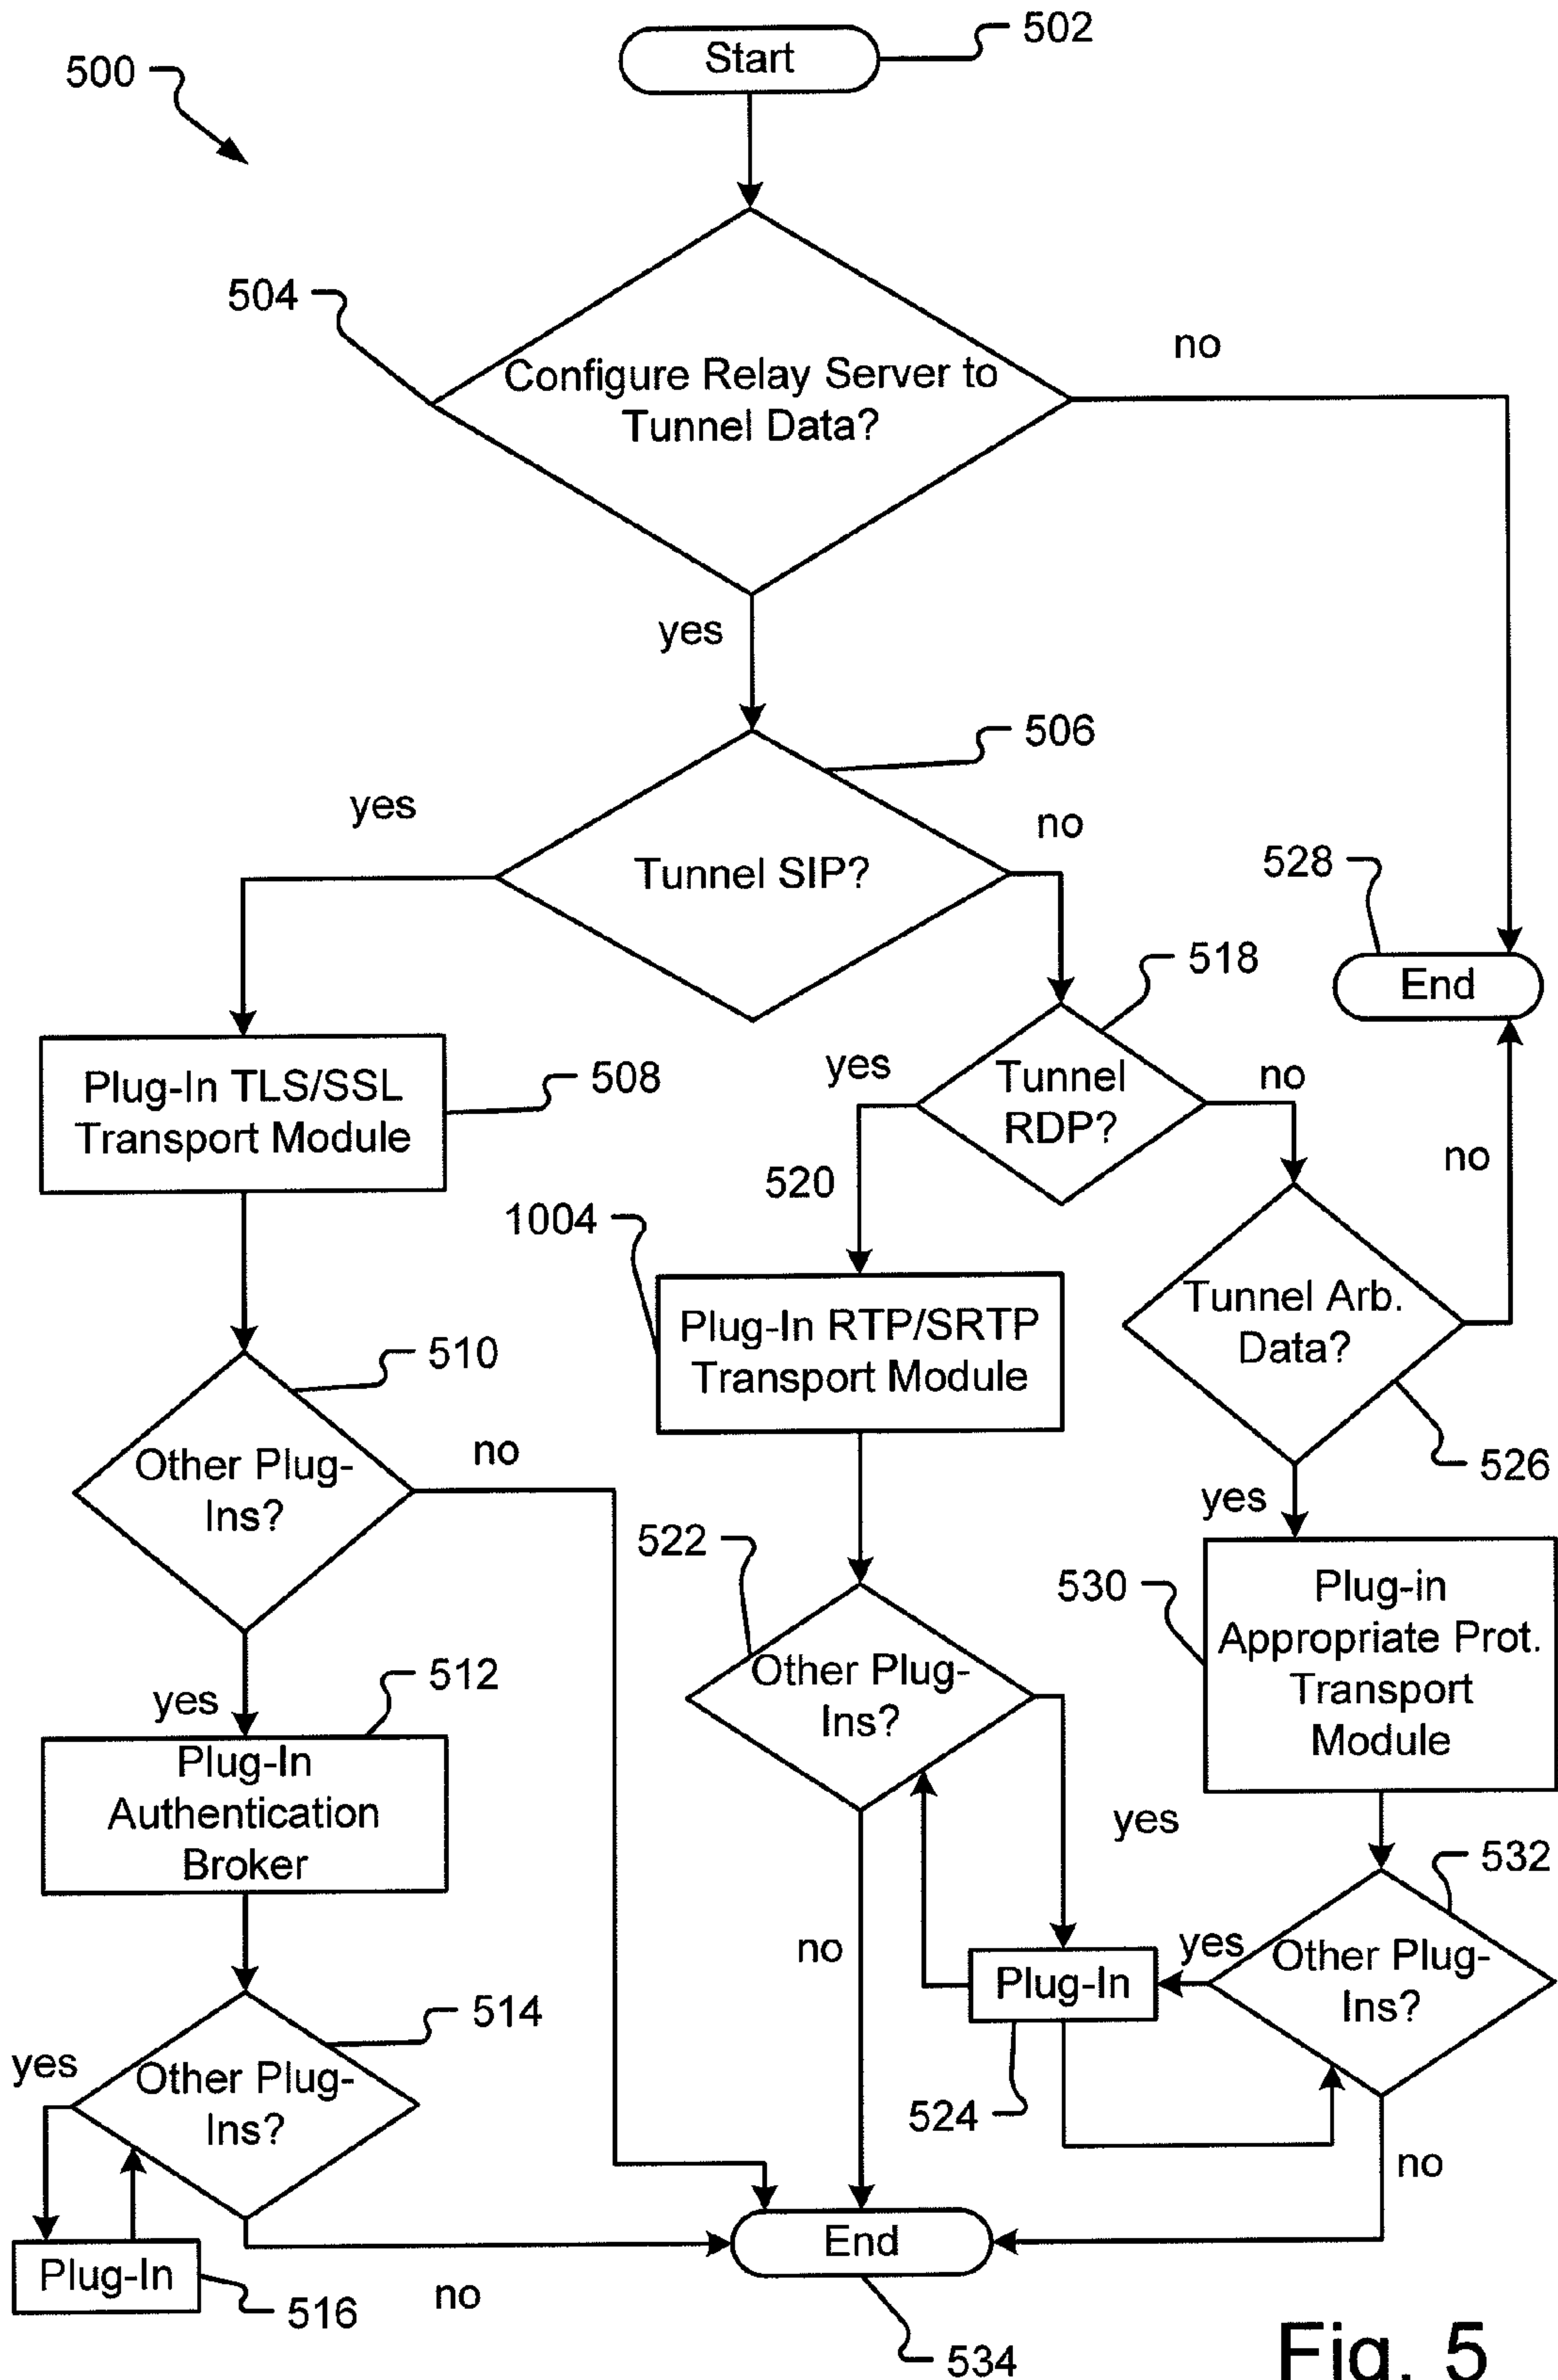 502
Start
500
504
no
Configure Relay Server to
Tunnel Data?
yes
506
yes
no
Tunnel SIP?
528
518
End
yes
Tunnel
RDP?
no
Plug-In TLS/SSL
Transport Module
508
no
520
1004
Tunnel Arb.
Data?
Plug-In RTP/SRTP
Transport Module
510
no
Other Plug-
Ins?
526
yes
522
530
Plug-in
Appropriate Prot.
Transport
Module
512
yes
Other Plug-
Ins?
Plug-In
Authentication
Broker
yes
532
no
yes
Other Plug-
Ins?
Plug-In
514
yes
Other Plug-
Ins?
524
no
End
Plug-In
no
516
534
Fig. 5